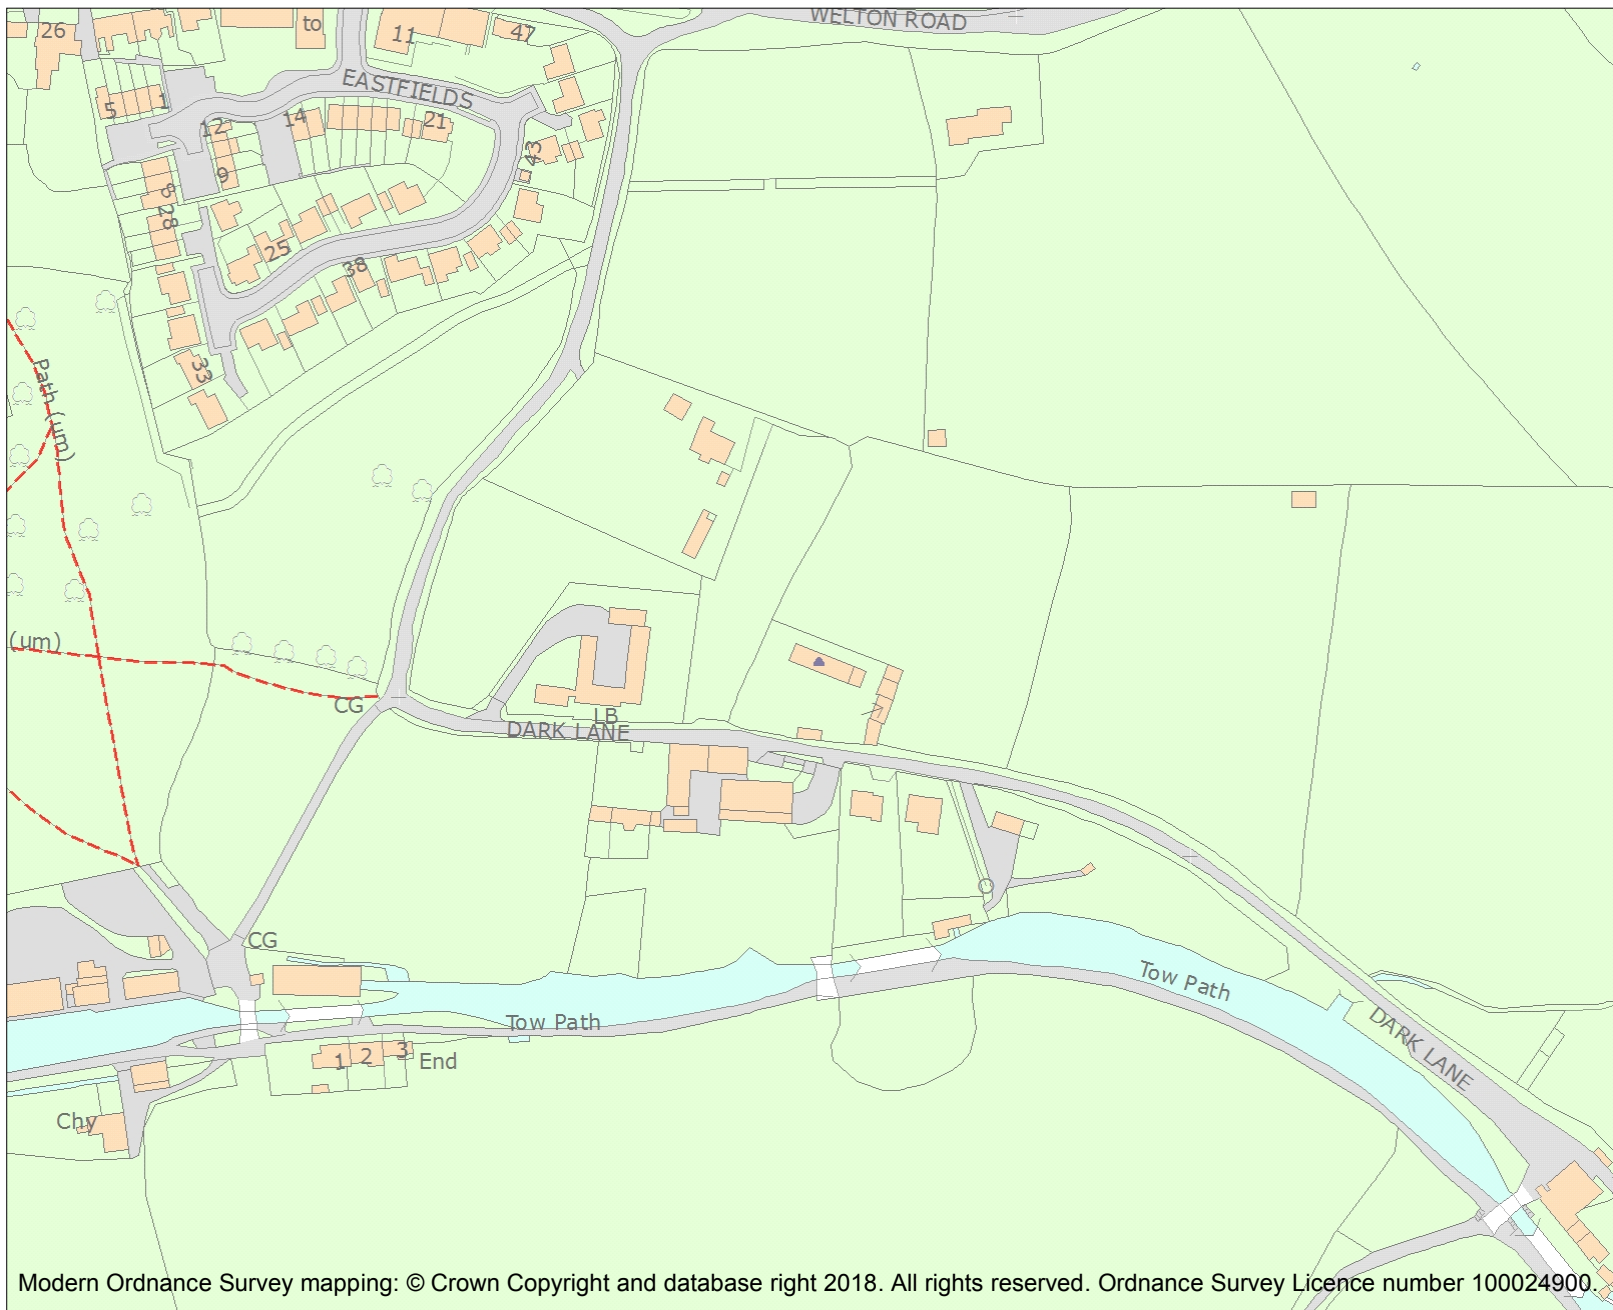 WELTON ROAD
26
to
11
47
EASTFIELDS
5
1
12
14
21
43
9
8
28
25
38
33
Path (um)
(um)
CG
LB
DARK LANE
CG
Tow Path
Tow Path
DARK LANE
1
2
3
End
Chy
Modern Ordnance Survey mapping: © Crown Copyright and database right 2018. All rights reserved. Ordnance Survey Licence number 100024900.